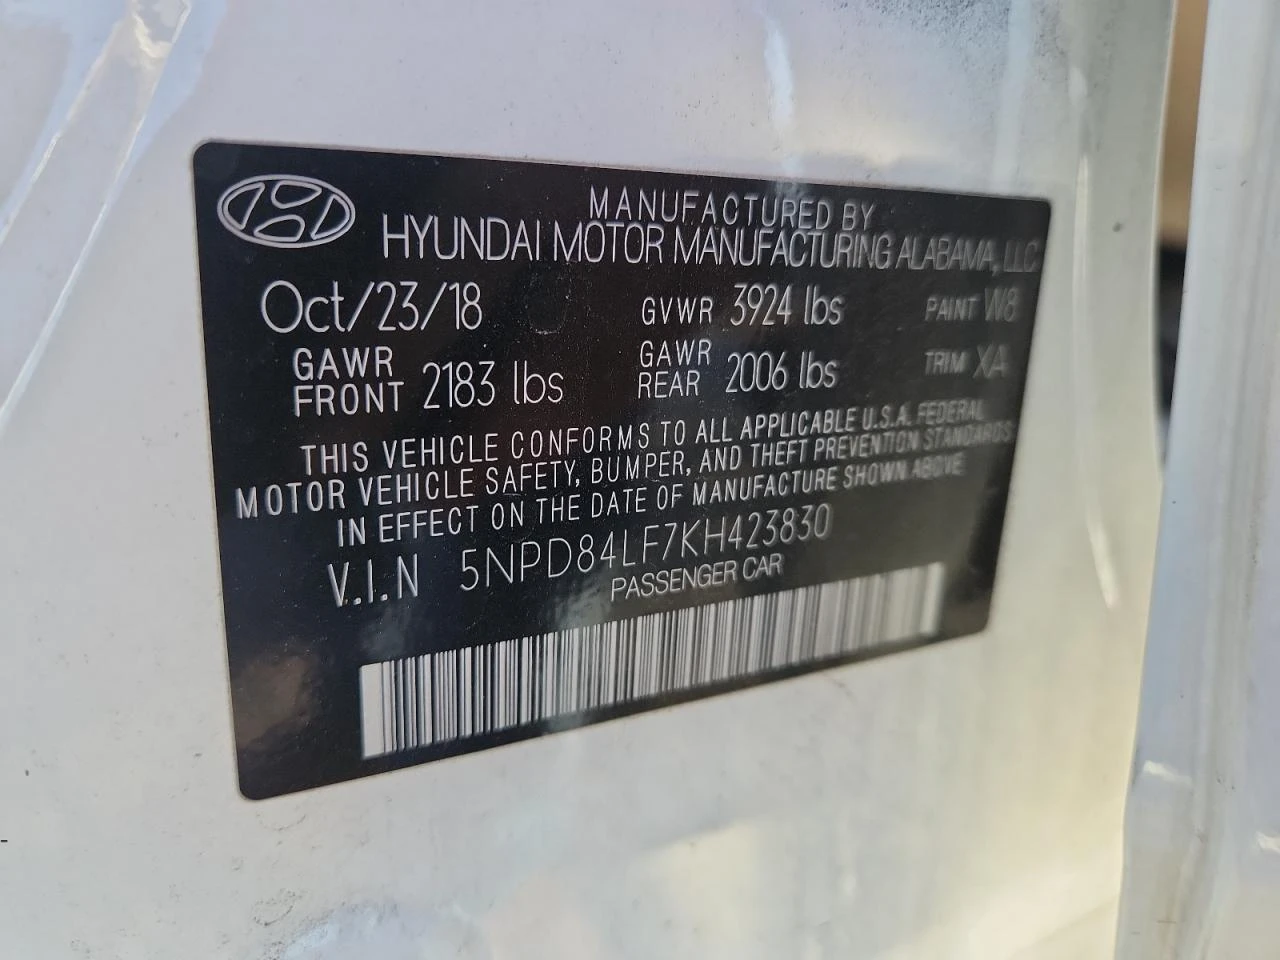 MANUFACTURED BY
HYUNDAI MOTOR MANUFACTURING ALABAMA, LLC
Oct/23/18 GVWR 3924 lbs PAINT W8
GAWR FRONT 2183 lbs GAWR REAR 2006 lbs TRIM XA
THIS VEHICLE CONFORMS TO ALL APPLICABLE U.S.A. FEDERAL
MOTOR VEHICLE SAFETY, BUMPER, AND THEFT PREVENTION STANDARDS
IN EFFECT ON THE DATE OF MANUFACTURE SHOWN ABOVE
V.I.N 5NPD84LF7KH423830
PASSENGER CAR